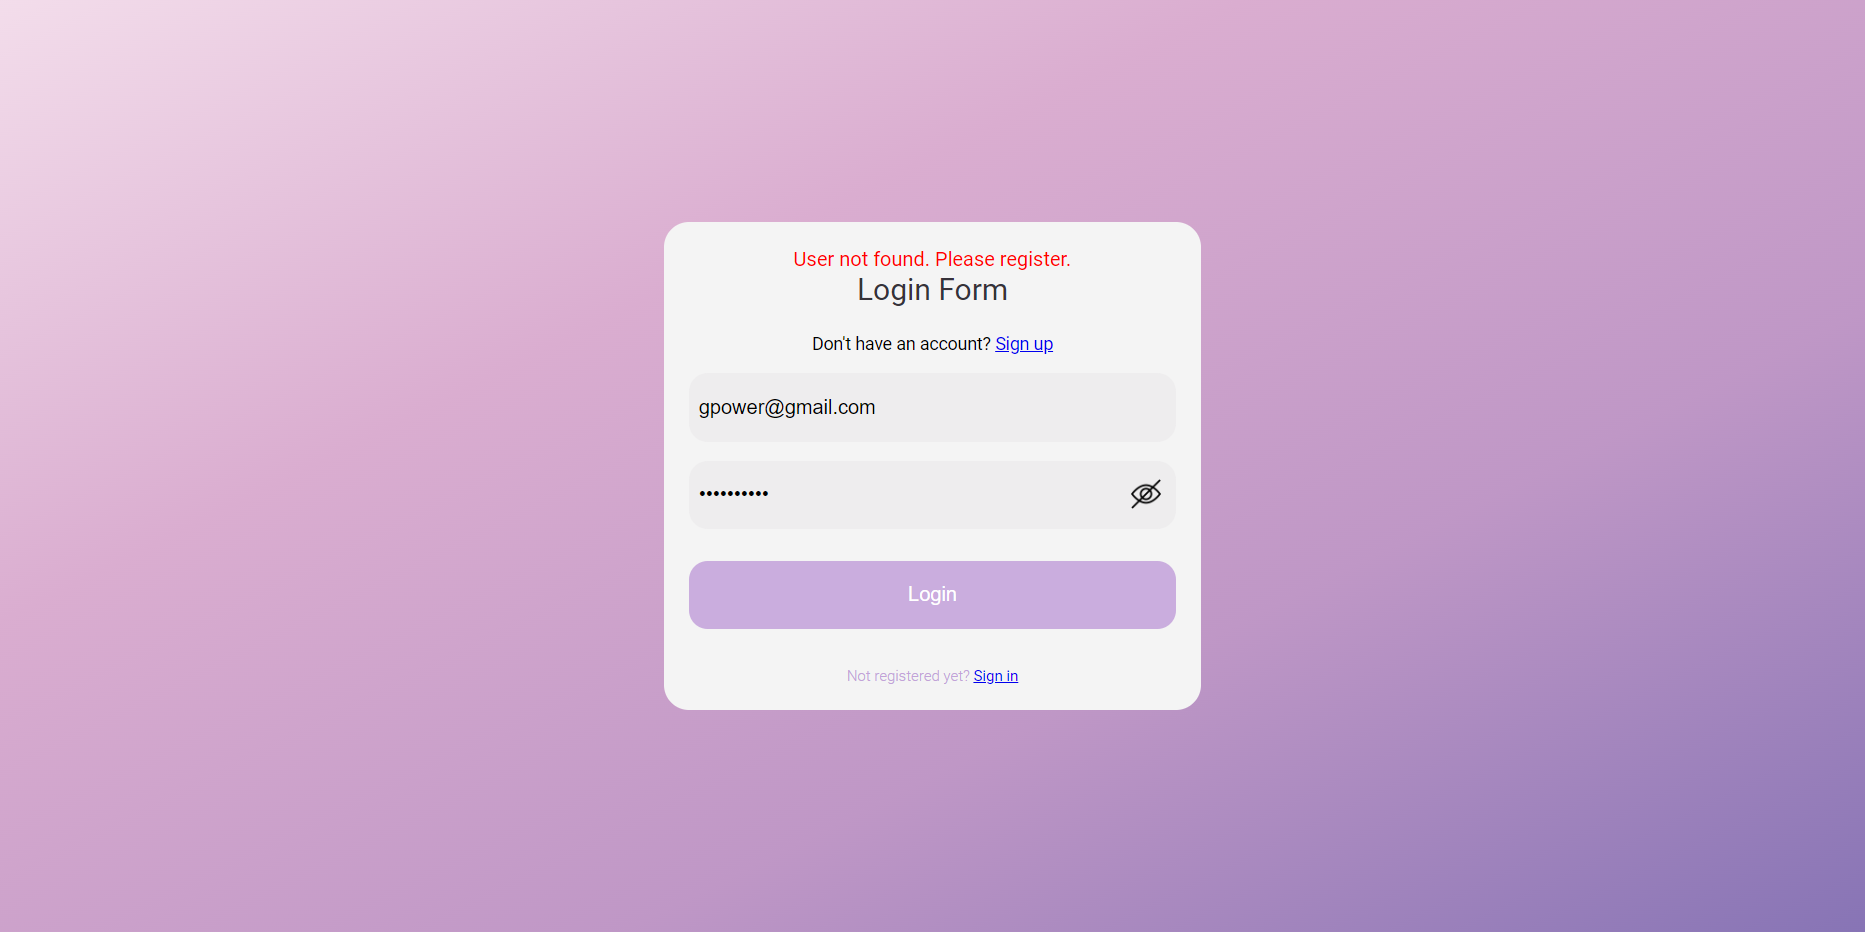 User not found. Please register.
Login Form
Don't have an account? Sign up
gpower@gmail.com
••••••••••
Login
Not registered yet? Sign in